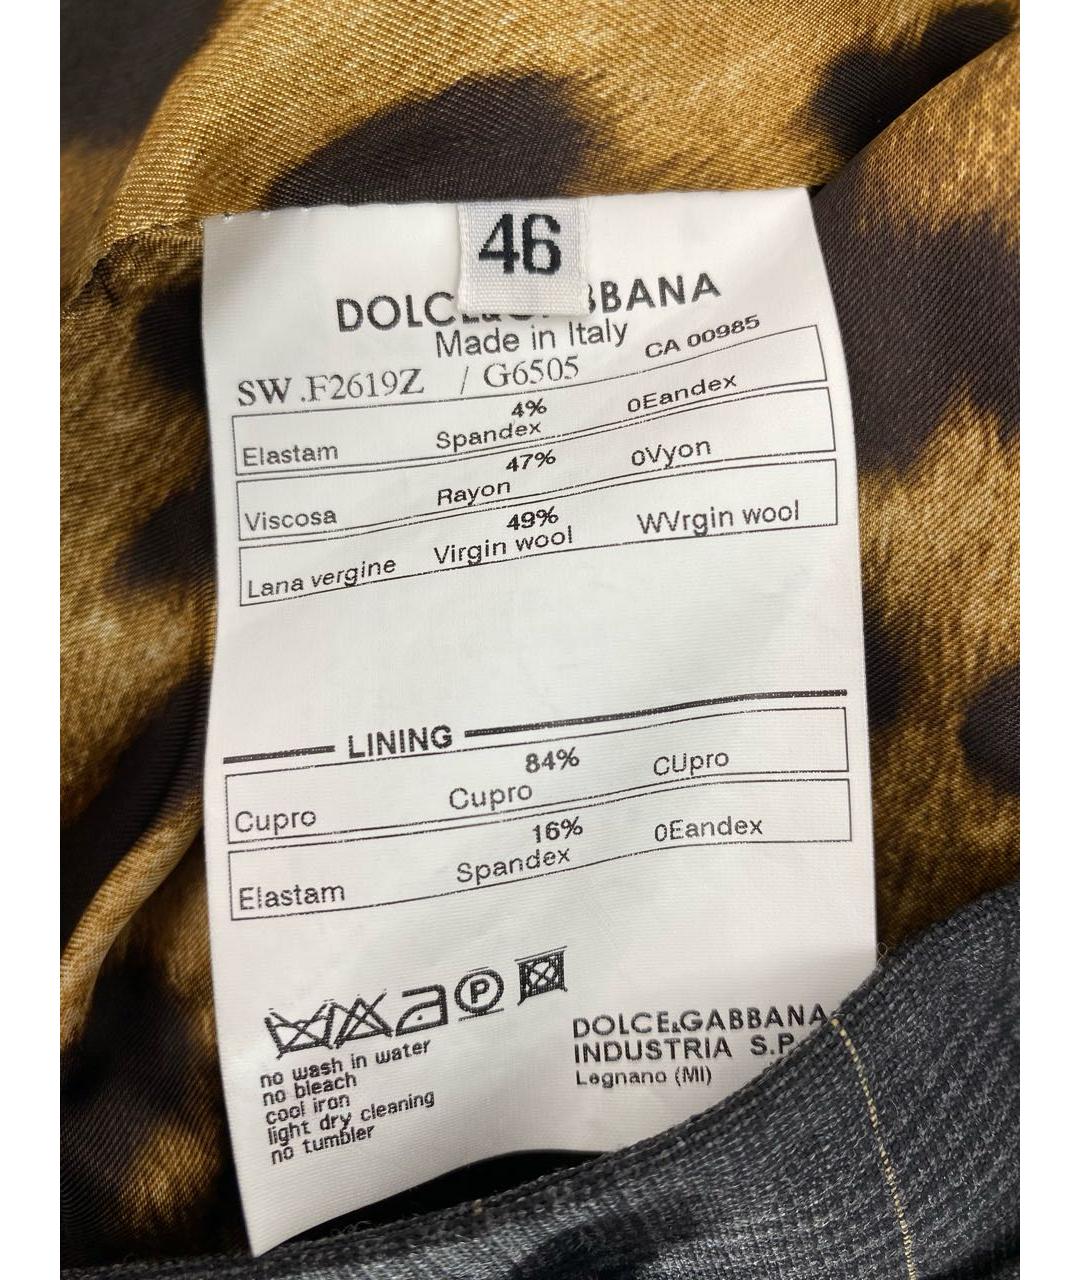 46
DOLCE&GABBANA
Made in Italy
SW .F2619Z / G6505 CA 00985
4%
Elastam Spandex 0Eandex
47%
Viscosa Rayon 0Vyon
49%
Lana vergine Virgin wool WVrgin wool
LINING
84%
Cupro Cupro CUpro
16%
Elastam Spandex 0Eandex
P
no wash in water
no bleach
cool iron
light dry cleaning
no tumbler
DOLCE&GABBANA
INDUSTRIA S.P.
Legnano (MI)